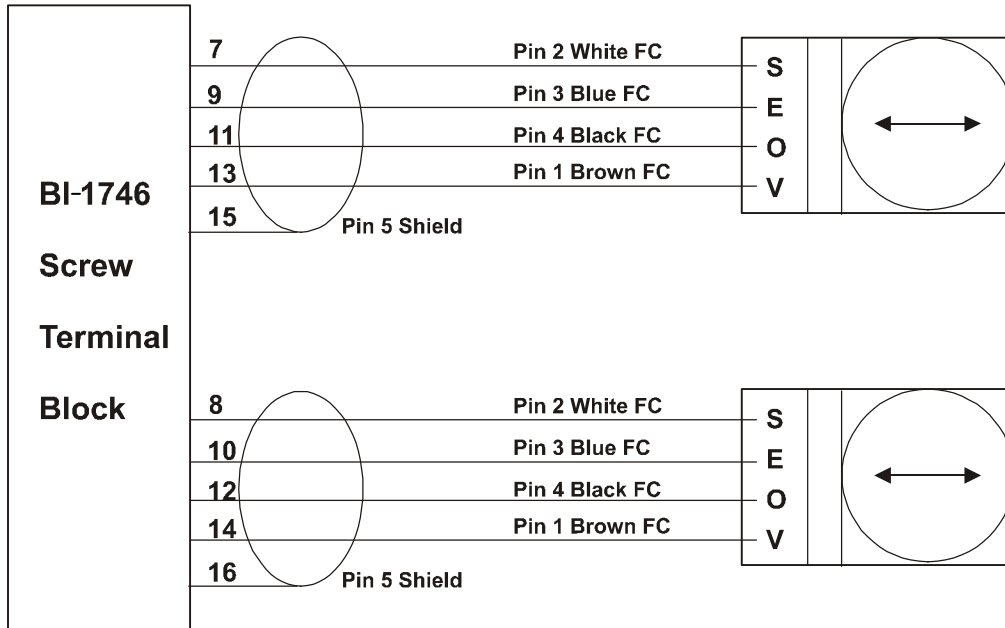 BI-1746
Screw
Terminal
Block
7 Pin 2 White FC S
9 Pin 3 Blue FC E
11 Pin 4 Black FC O
13 Pin 1 Brown FC V
15 Pin 5 Shield
8 Pin 2 White FC S
10 Pin 3 Blue FC E
12 Pin 4 Black FC O
14 Pin 1 Brown FC V
16 Pin 5 Shield